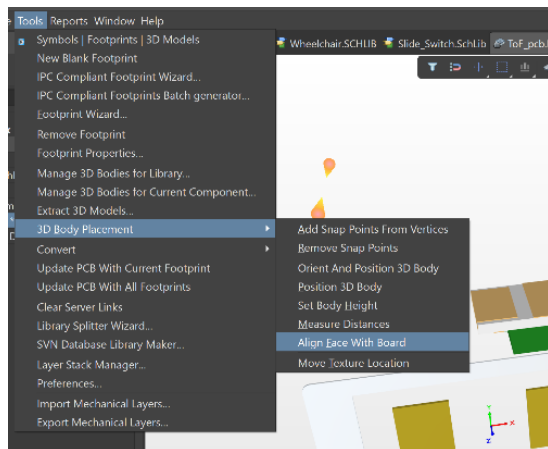 Tools Reports Window Help
Symbols | Footprints | 3D Models
New Blank Footprint
IPC Compliant Footprint Wizard...
IPC Compliant Footprints Batch generator...
Footprint Wizard...
Remove Footprint
Footprint Properties...
Manage 3D Bodies for Library...
Manage 3D Bodies for Current Component...
Extract 3D Models...
3D Body Placement
Convert
Update PCB With Current Footprint
Update PCB With All Footprints
Clear Server Links
Library Splitter Wizard...
SVN Database Library Maker...
Layer Stack Manager...
Preferences...
Import Mechanical Layers...
Export Mechanical Layers...
Wheelchair.SCHLIB
Slide_Switch.SchLib
ToF_pcb.
Add Snap Points From Vertices
Remove Snap Points
Orient And Position 3D Body
Position 3D Body
Set Body Height
Measure Distances
Align Face With Board
Move Texture Location
Y
X
Z